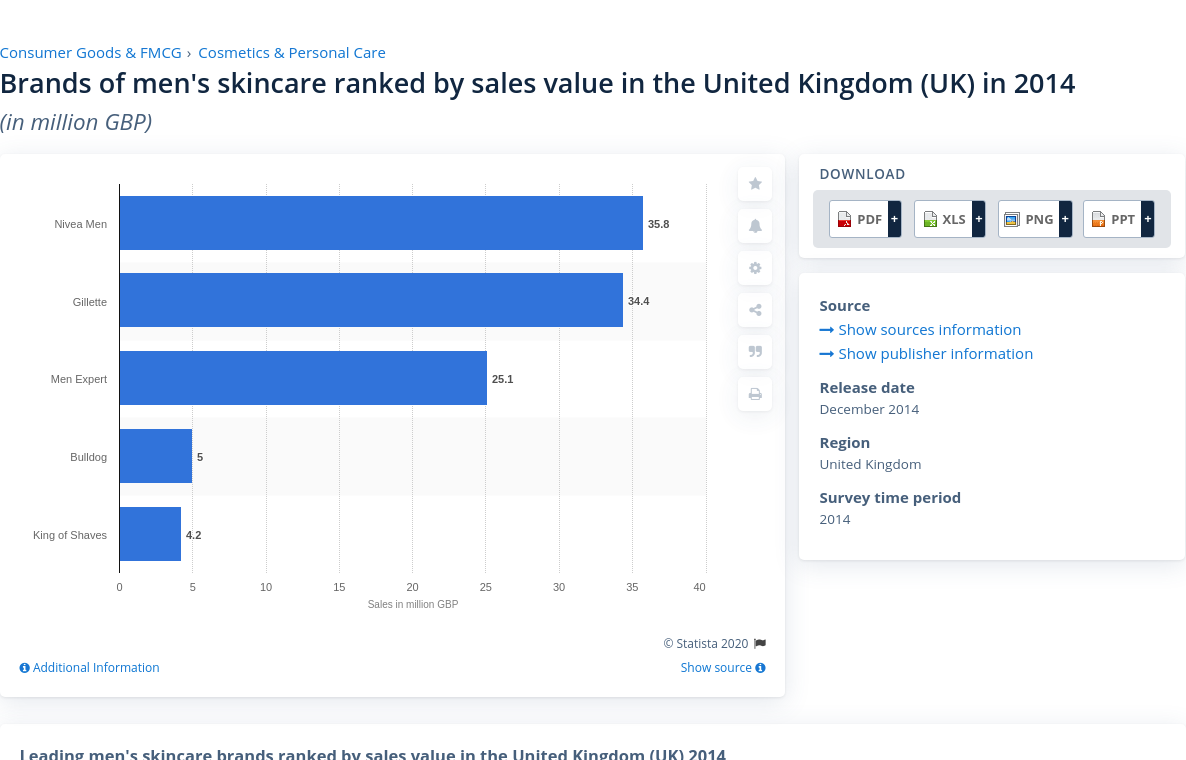 Consumer Goods & FMCG › Cosmetics & Personal Care
Brands of men's skincare ranked by sales value in the United Kingdom (UK) in 2014
(in million GBP)
Nivea Men 35.8
Gillette 34.4
Men Expert 25.1
Bulldog 5
King of Shaves 4.2
0 5 10 15 20 25 30 35 40
Sales in million GBP
© Statista 2020
Additional Information
Show source
DOWNLOAD
PDF + XLS + PNG + PPT +
Source
Show sources information
Show publisher information
Release date
December 2014
Region
United Kingdom
Survey time period
2014
Leading men's skincare brands ranked by sales value in the United Kingdom (UK) 2014